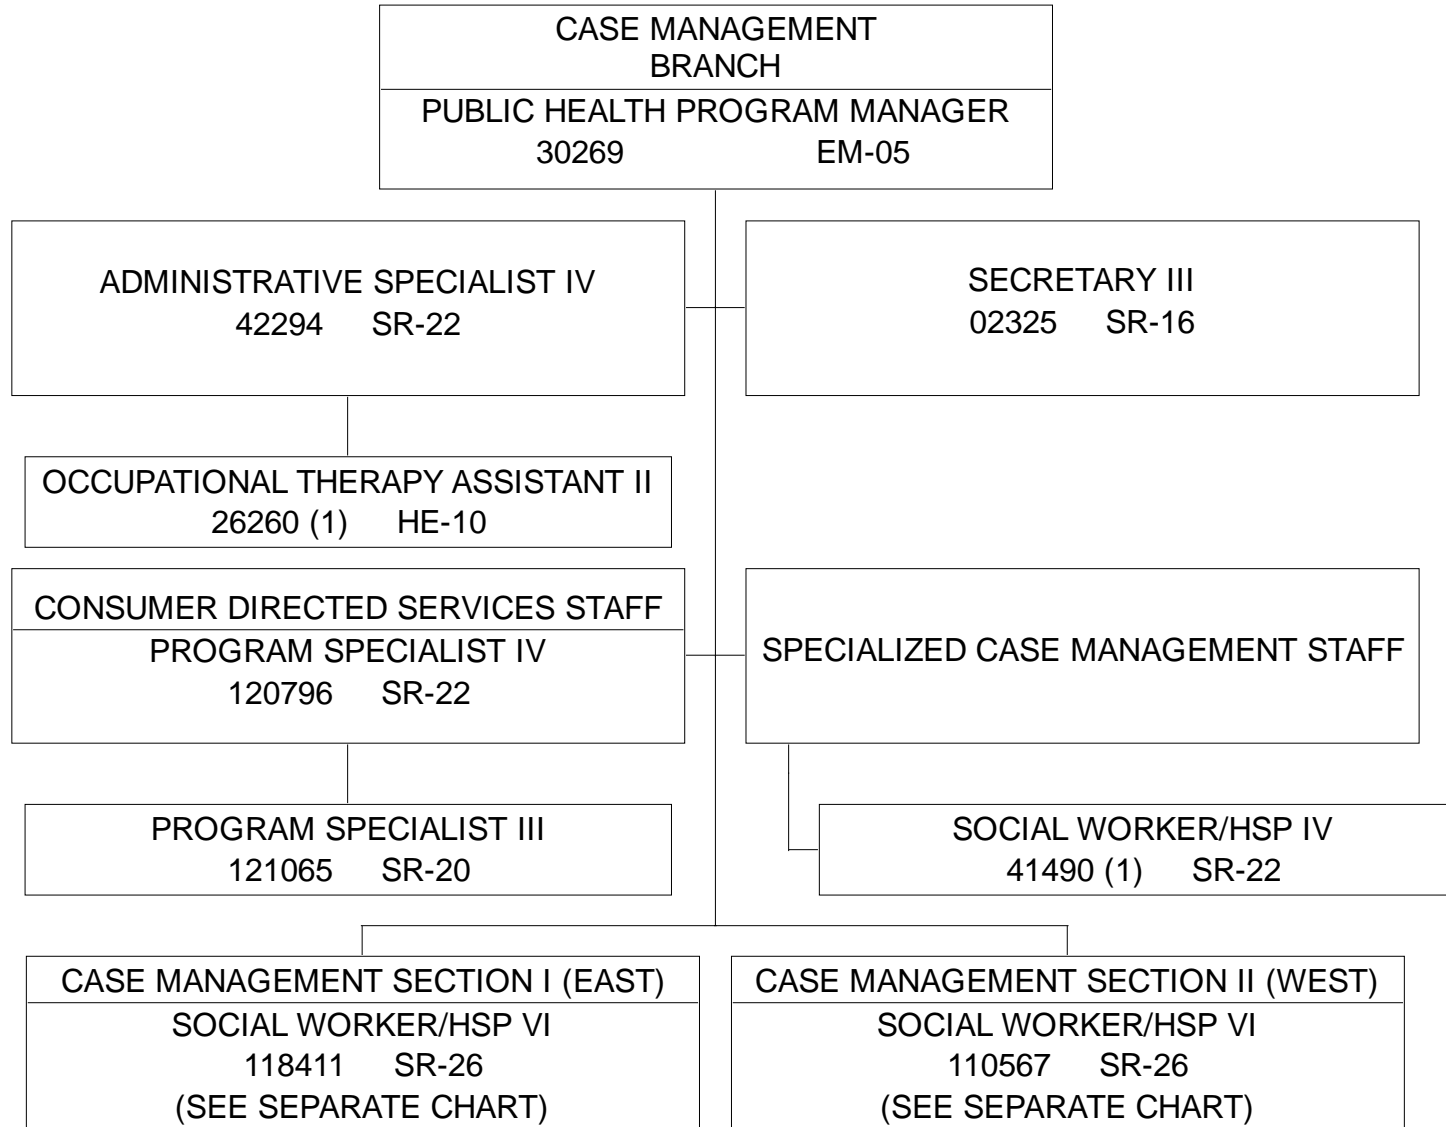 CASE MANAGEMENT
BRANCH
PUBLIC HEALTH PROGRAM MANAGER
30269 EM-05
ADMINISTRATIVE SPECIALIST IV
42294 SR-22
SECRETARY III
02325 SR-16
OCCUPATIONAL THERAPY ASSISTANT II
26260 (1) HE-10
CONSUMER DIRECTED SERVICES STAFF
PROGRAM SPECIALIST IV
120796 SR-22
SPECIALIZED CASE MANAGEMENT STAFF
PROGRAM SPECIALIST III
121065 SR-20
SOCIAL WORKER/HSP IV
41490 (1) SR-22
CASE MANAGEMENT SECTION I (EAST)
SOCIAL WORKER/HSP VI
118411 SR-26
(SEE SEPARATE CHART)
CASE MANAGEMENT SECTION II (WEST)
SOCIAL WORKER/HSP VI
110567 SR-26
(SEE SEPARATE CHART)